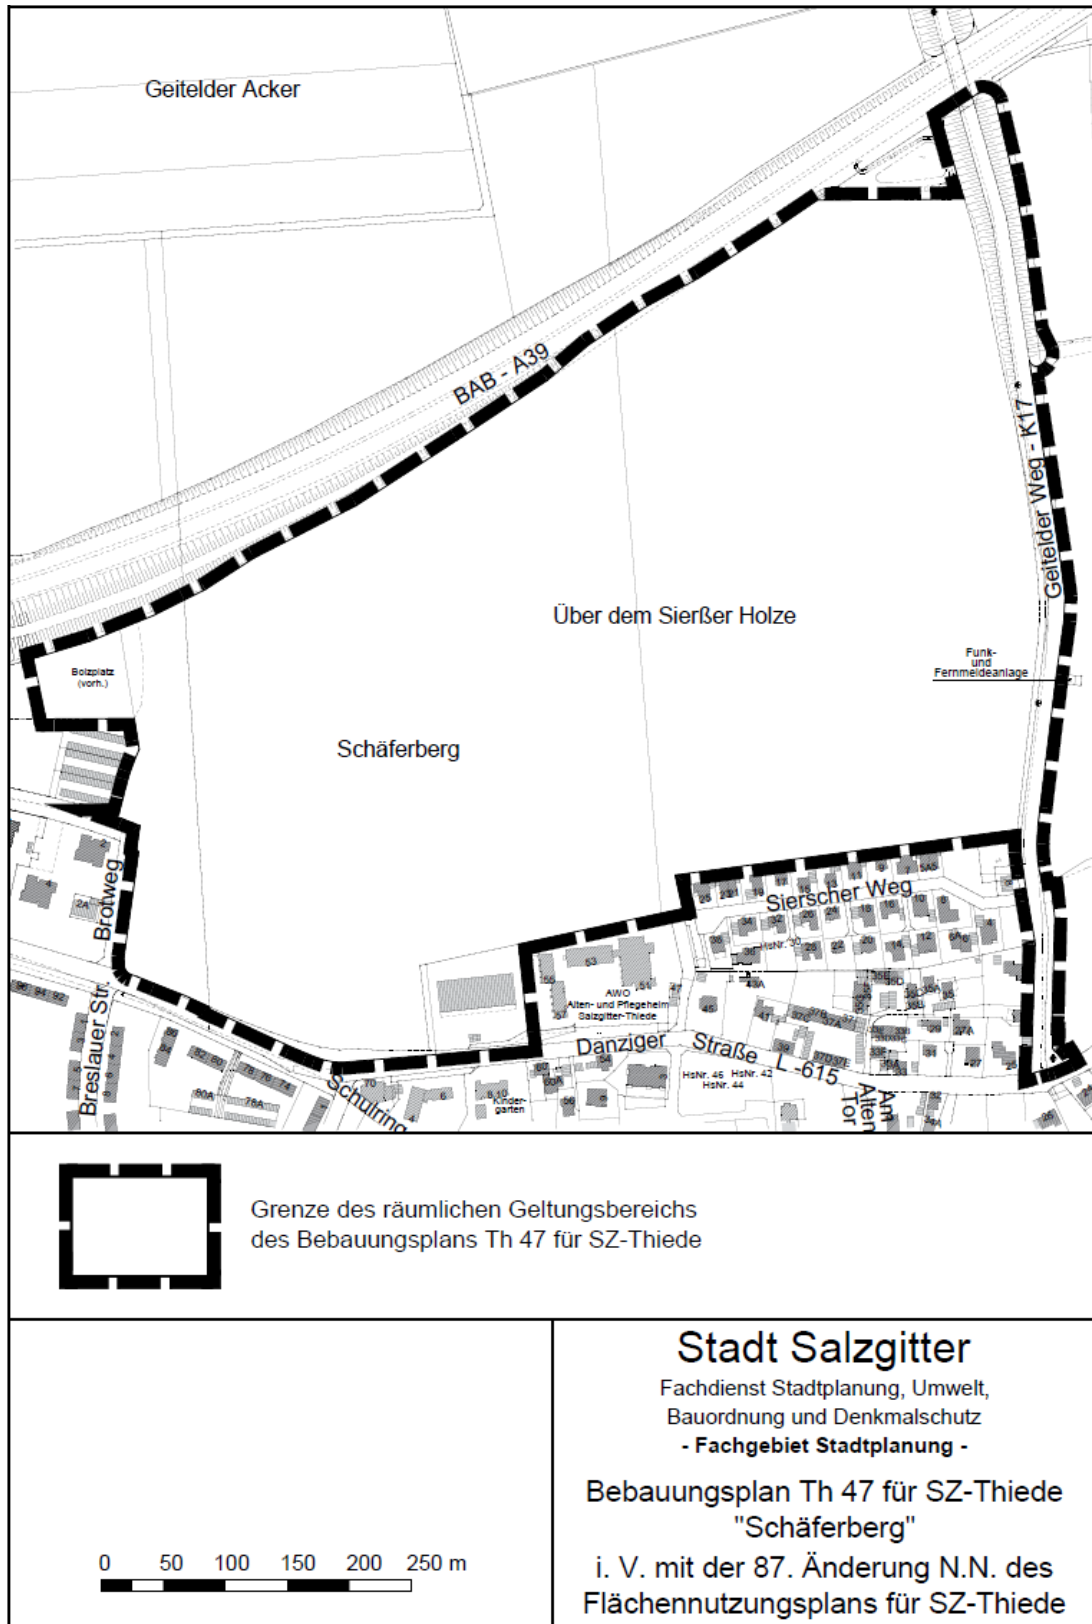 Geitelder Acker
BAB - A39
Geitelder Weg - K17
Über dem Sierßer Holze
Funk-
und
Fernmeldeanlage
Bolzplatz
(vorh.)
Schäferberg
Brotweg
Sierscher Weg
HsNr. 30
AWO
Alten- und Pflegeheim
Salzgitter-Thiede
Danziger Straße L -615
HsNr. 46 HsNr. 42
HsNr. 44
Breslauer Str.
Schulring
Kinder-
garten
Am
Alten
Tor
Grenze des räumlichen Geltungsbereichs
des Bebauungsplans Th 47 für SZ-Thiede
Stadt Salzgitter
Fachdienst Stadtplanung, Umwelt,
Bauordnung und Denkmalschutz
- Fachgebiet Stadtplanung -
Bebauungsplan Th 47 für SZ-Thiede
"Schäferberg"
i. V. mit der 87. Änderung N.N. des
Flächennutzungsplans für SZ-Thiede
0 50 100 150 200 250 m